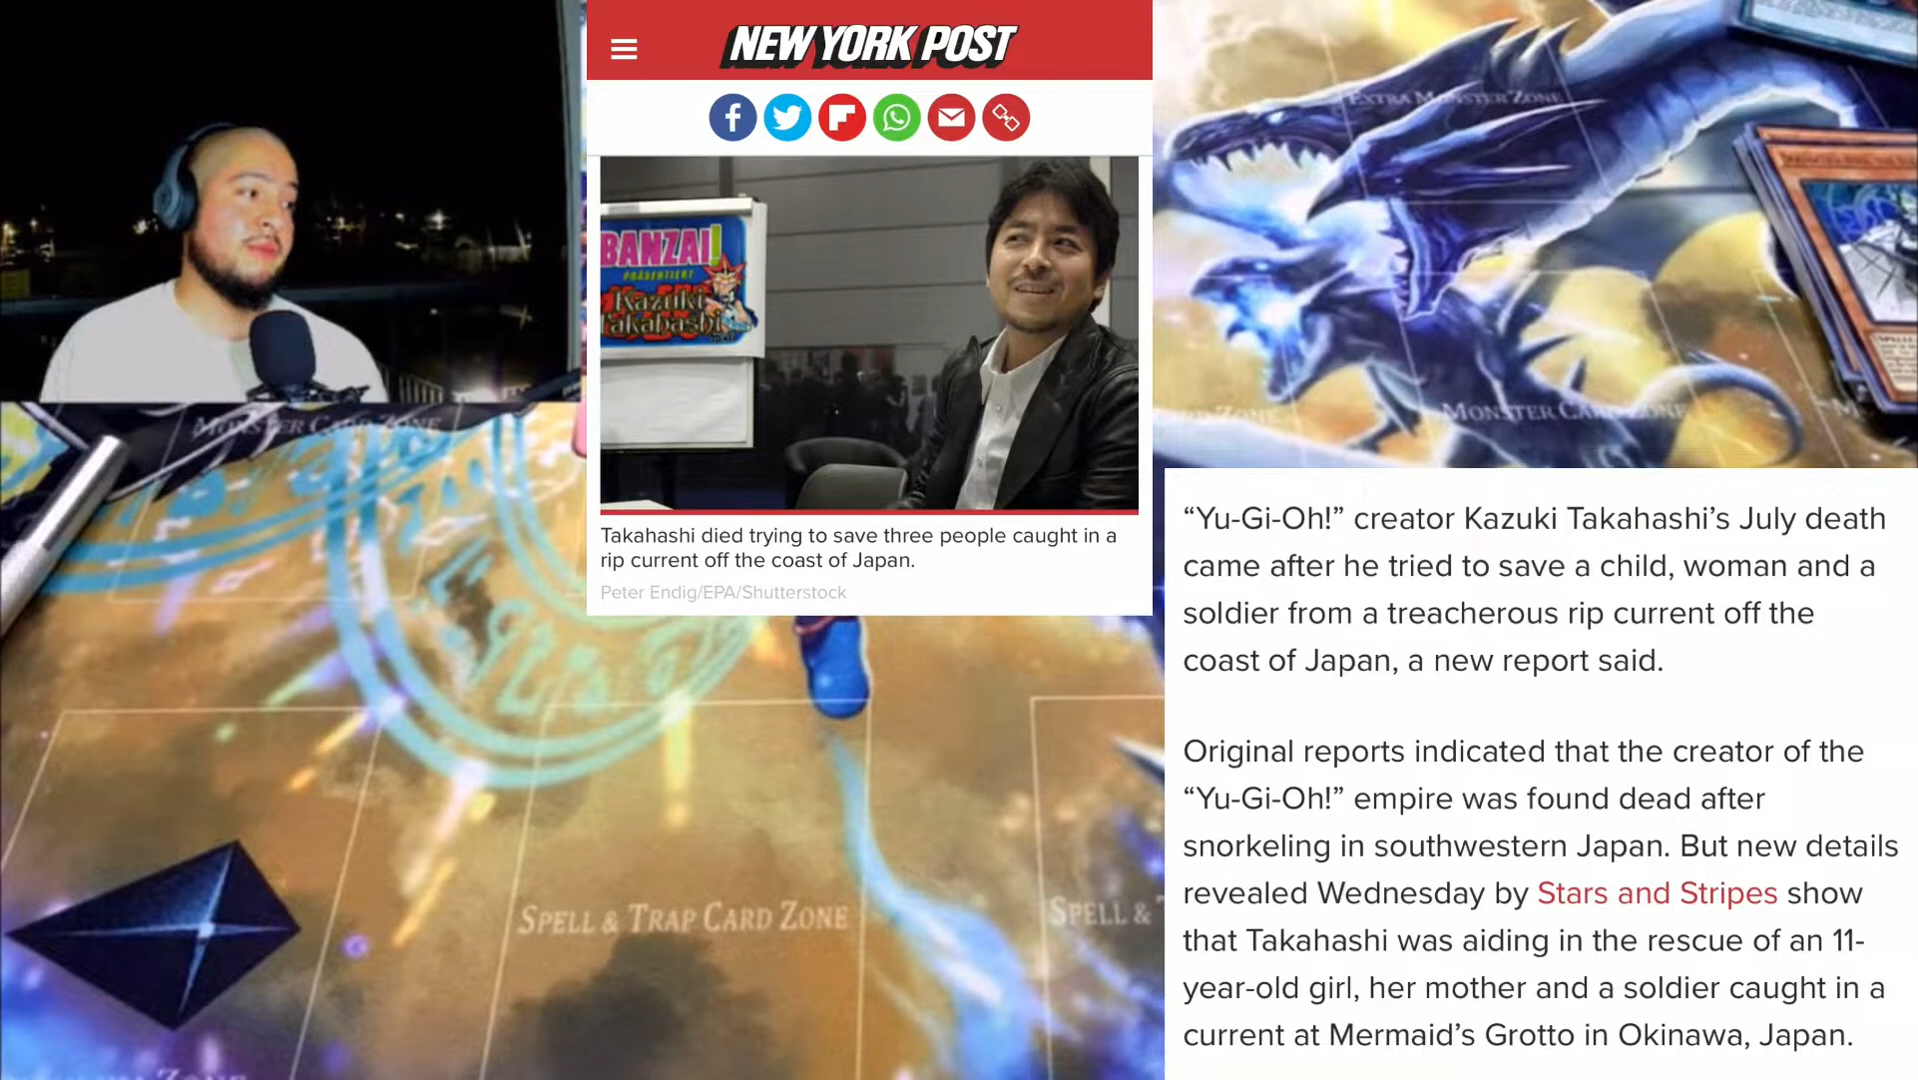 NEW YORK POST
BANZAI!
PRÄSENTIERT
Kazuki
Takahashi
Takahashi died trying to save three people caught in a
rip current off the coast of Japan.
Peter Endig/EPA/Shutterstock
EXTRA MONSTER ZONE
MONSTER CARD ZONE
CARD ZONE
MONSTER CARD ZONE
SPELL & TRAP CARD ZONE
SPELL &
ZONE
“Yu-Gi-Oh!” creator Kazuki Takahashi’s July death
came after he tried to save a child, woman and a
soldier from a treacherous rip current off the
coast of Japan, a new report said.
Original reports indicated that the creator of the
“Yu-Gi-Oh!” empire was found dead after
snorkeling in southwestern Japan. But new details
revealed Wednesday by Stars and Stripes show
that Takahashi was aiding in the rescue of an 11-
year-old girl, her mother and a soldier caught in a
current at Mermaid’s Grotto in Okinawa, Japan.